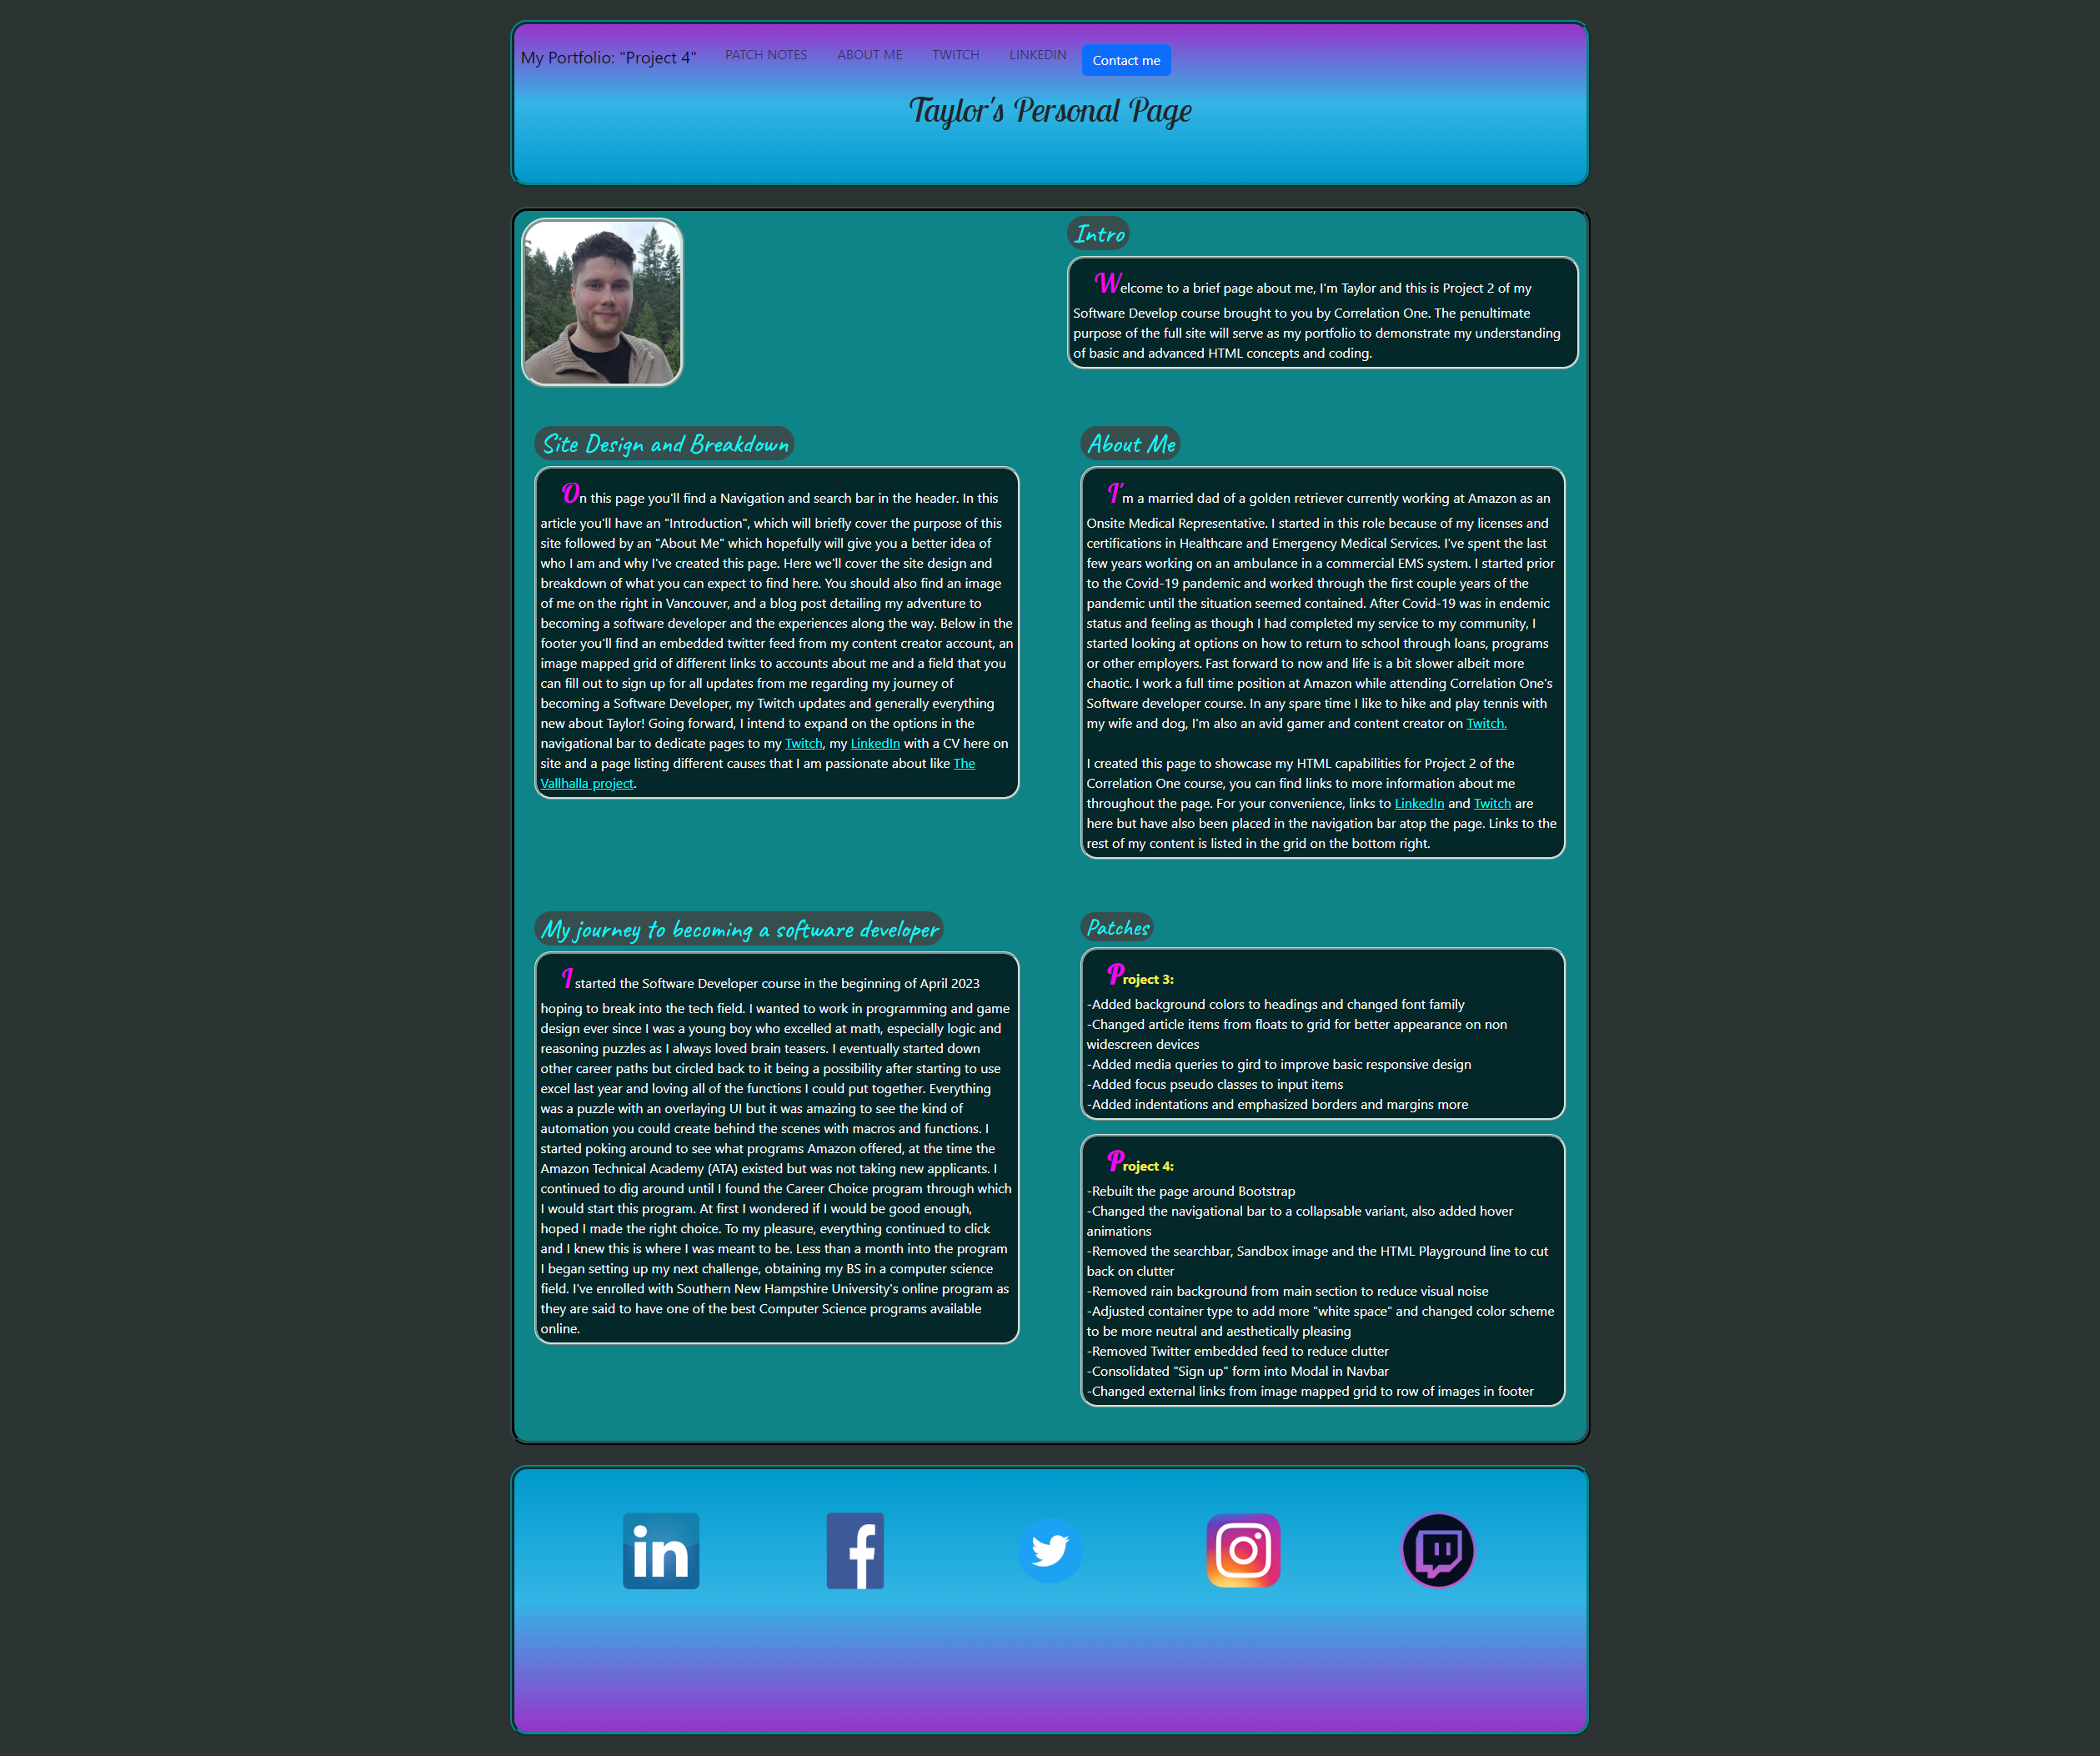 My Portfolio: "Project 4"
PATCH NOTES
ABOUT ME
TWITCH
LINKEDIN
Contact me
Taylor's Personal Page
Intro
Welcome to a brief page about me, I'm Taylor and this is Project 2 of my
Software Develop course brought to you by Correlation One. The penultimate
purpose of the full site will serve as my portfolio to demonstrate my understanding
of basic and advanced HTML concepts and coding.
Site Design and Breakdown
On this page you'll find a Navigation and search bar in the header. In this
article you'll have an "Introduction", which will briefly cover the purpose of this
site followed by an "About Me" which hopefully will give you a better idea of
who I am and why I've created this page. Here we'll cover the site design and
breakdown of what you can expect to find here. You should also find an image
of me on the right in Vancouver, and a blog post detailing my adventure to
becoming a software developer and the experiences along the way. Below in the
footer you'll find an embedded twitter feed from my content creator account, an
image mapped grid of different links to accounts about me and a field that you
can fill out to sign up for all updates from me regarding my journey of
becoming a Software Developer, my Twitch updates and generally everything
new about Taylor! Going forward, I intend to expand on the options in the
navigational bar to dedicate pages to my Twitch, my LinkedIn with a CV here on
site and a page listing different causes that I am passionate about like The
Vallhalla project.
About Me
I'm a married dad of a golden retriever currently working at Amazon as an
Onsite Medical Representative. I started in this role because of my licenses and
certifications in Healthcare and Emergency Medical Services. I've spent the last
few years working on an ambulance in a commercial EMS system. I started prior
to the Covid-19 pandemic and worked through the first couple years of the
pandemic until the situation seemed contained. After Covid-19 was in endemic
status and feeling as though I had completed my service to my community, I
started looking at options on how to return to school through loans, programs
or other employers. Fast forward to now and life is a bit slower albeit more
chaotic. I work a full time position at Amazon while attending Correlation One's
Software developer course. In any spare time I like to hike and play tennis with
my wife and dog, I'm also an avid gamer and content creator on Twitch.
I created this page to showcase my HTML capabilities for Project 2 of the
Correlation One course, you can find links to more information about me
throughout the page. For your convenience, links to LinkedIn and Twitch are
here but have also been placed in the navigation bar atop the page. Links to the
rest of my content is listed in the grid on the bottom right.
My journey to becoming a software developer
I started the Software Developer course in the beginning of April 2023
hoping to break into the tech field. I wanted to work in programming and game
design ever since I was a young boy who excelled at math, especially logic and
reasoning puzzles as I always loved brain teasers. I eventually started down
other career paths but circled back to it being a possibility after starting to use
excel last year and loving all of the functions I could put together. Everything
was a puzzle with an overlaying UI but it was amazing to see the kind of
automation you could create behind the scenes with macros and functions. I
started poking around to see what programs Amazon offered, at the time the
Amazon Technical Academy (ATA) existed but was not taking new applicants. I
continued to dig around until I found the Career Choice program through which
I would start this program. At first I wondered if I would be good enough,
hoped I made the right choice. To my pleasure, everything continued to click
and I knew this is where I was meant to be. Less than a month into the program
I began setting up my next challenge, obtaining my BS in a computer science
field. I've enrolled with Southern New Hampshire University's online program as
they are said to have one of the best Computer Science programs available
online.
Patches
Project 3:
-Added background colors to headings and changed font family
-Changed article items from floats to grid for better appearance on non
widescreen devices
-Added media queries to gird to improve basic responsive design
-Added focus pseudo classes to input items
-Added indentations and emphasized borders and margins more
Project 4:
-Rebuilt the page around Bootstrap
-Changed the navigational bar to a collapsable variant, also added hover
animations
-Removed the searchbar, Sandbox image and the HTML Playground line to cut
back on clutter
-Removed rain background from main section to reduce visual noise
-Adjusted container type to add more "white space" and changed color scheme
to be more neutral and aesthetically pleasing
-Removed Twitter embedded feed to reduce clutter
-Consolidated "Sign up" form into Modal in Navbar
-Changed external links from image mapped grid to row of images in footer
in
f